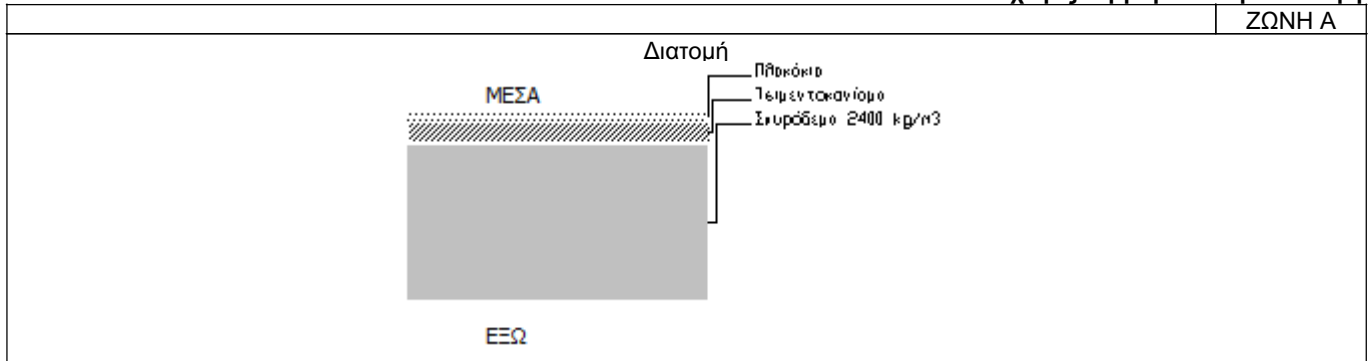 ΖΩΝΗ Α
Διατομή
Πλακάκια
ΜΕΣΑ
Τσιμεντοκονίαμα
Σκυρόδεμα 2400 kg/m3
ΕΞΩ